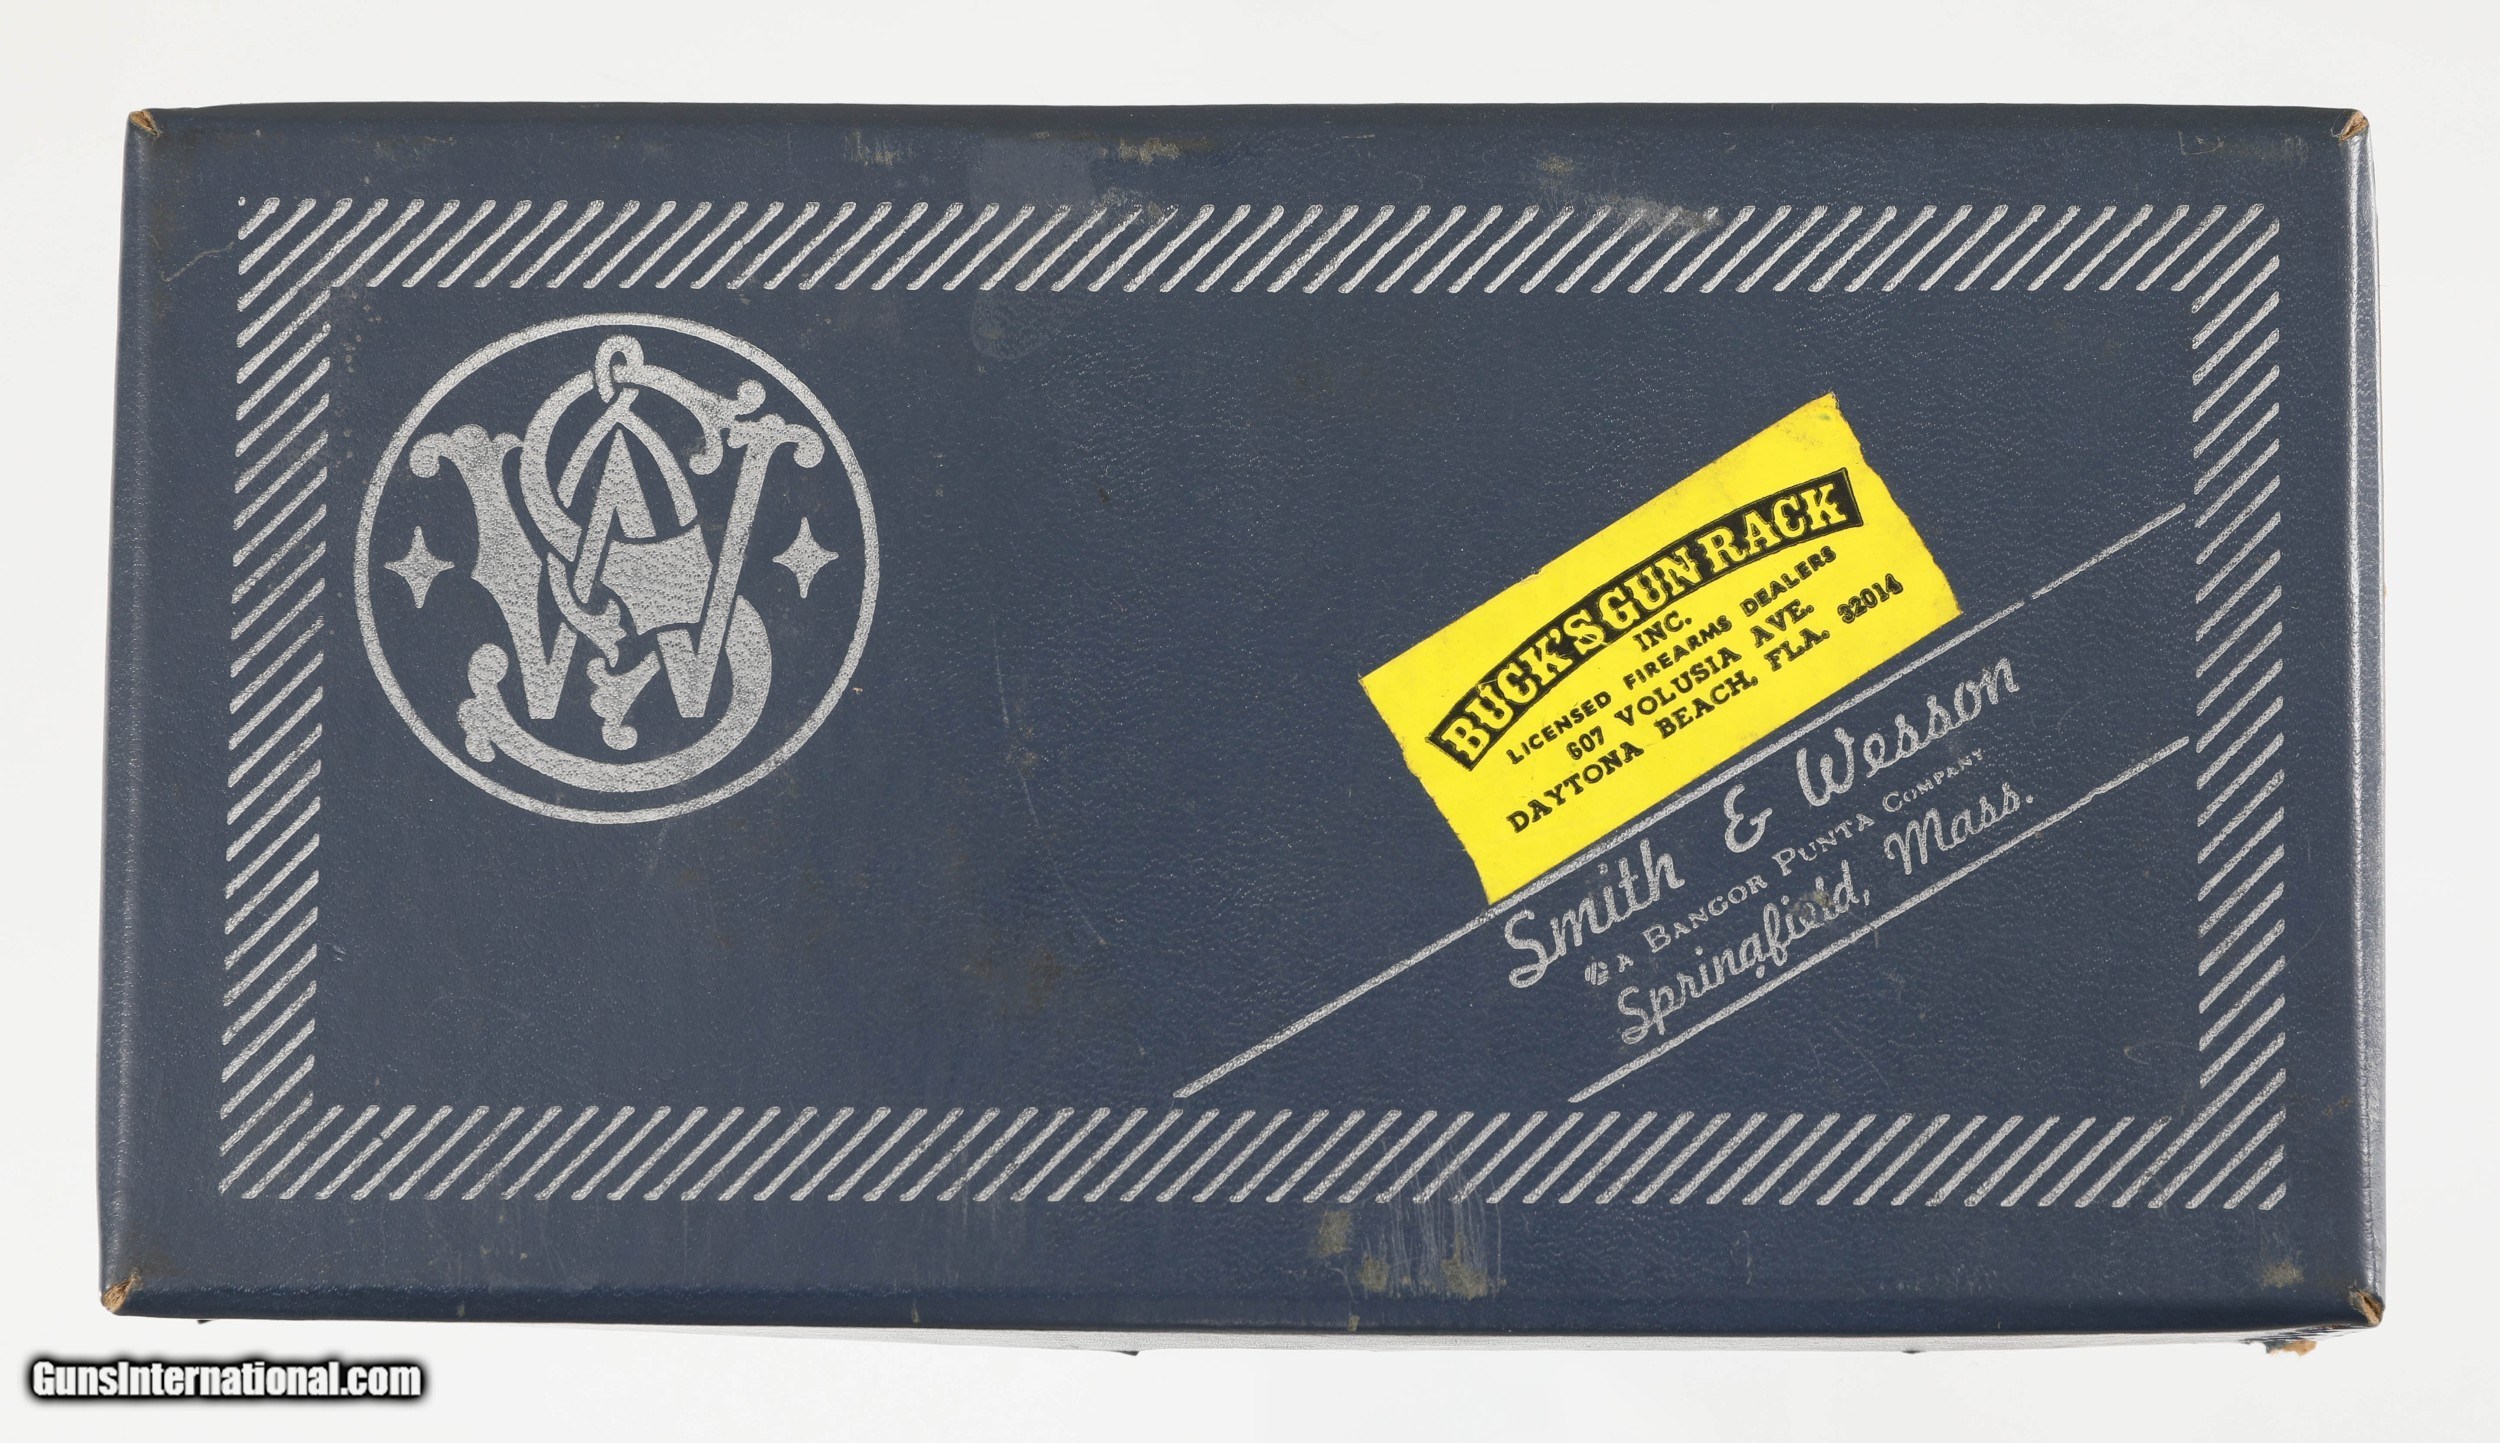 BUCK'S GUN RACK
INC.
LICENSED FIREARMS DEALERS
607 VOLUSIA AVE.
DAYTONA BEACH, FLA. 32014
Smith & Wesson
A BANGOR PUNTA COMPANY
Springfield, Mass.
GunsInternational.com